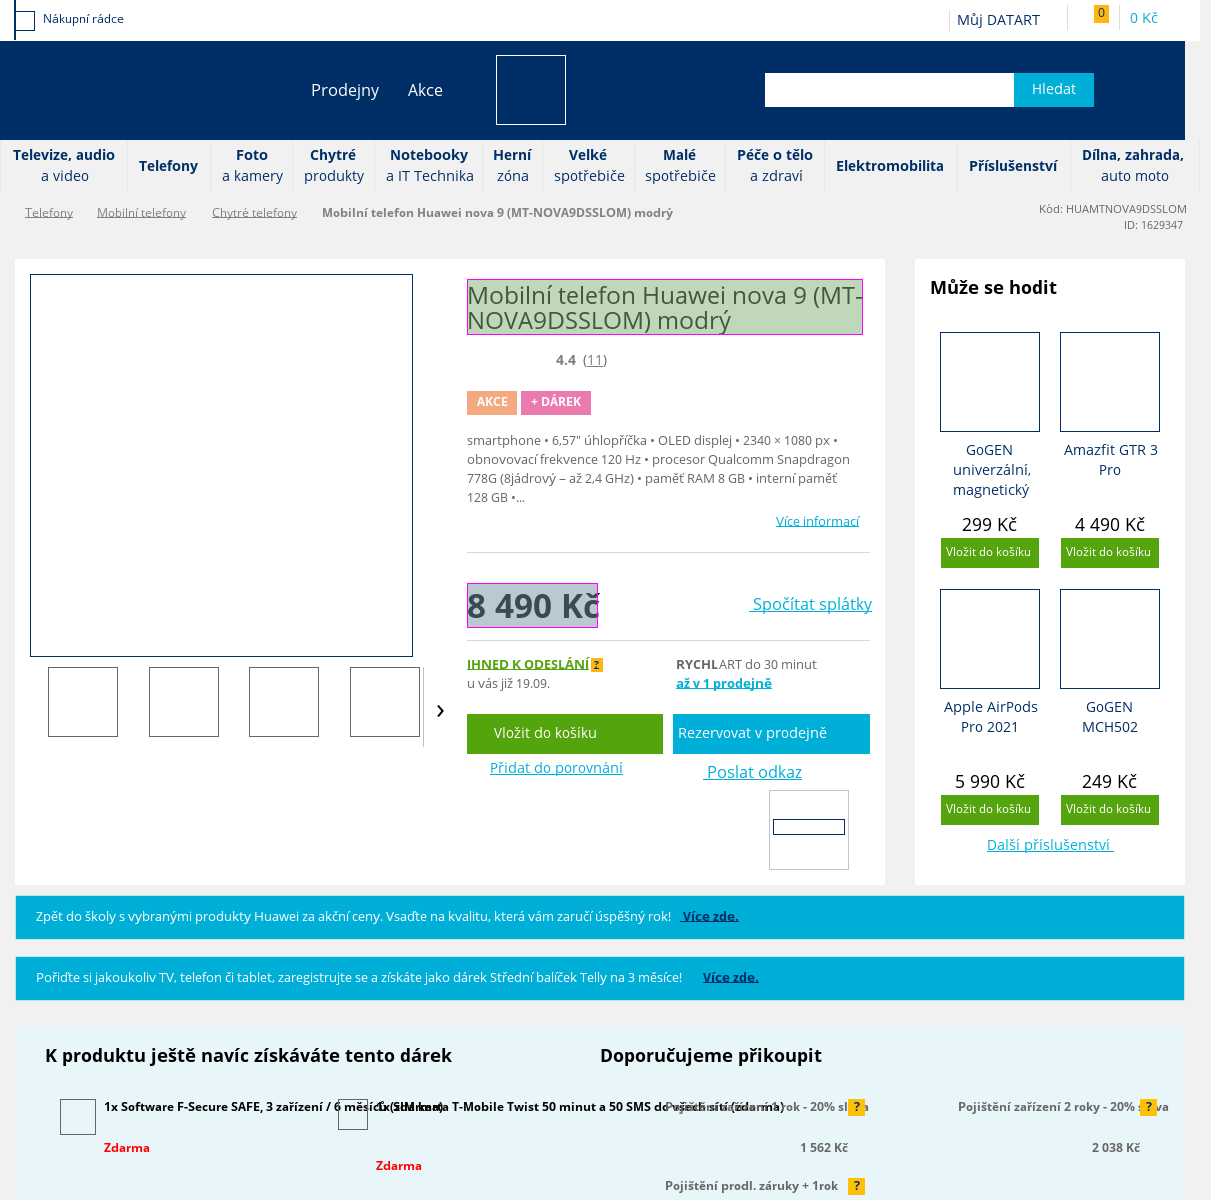 Nákupní rádce
Můj DATART
0
0 Kč
Prodejny
Akce
Hledat
Televize, audio
a video
Telefony
Foto
a kamery
Chytré
produkty
Notebooky
a IT Technika
Herní
zóna
Velké
spotřebiče
Malé
spotřebiče
Péče o tělo
a zdraví
Elektromobilita
Příslušenství
Dílna, zahrada,
auto moto
Telefony
Mobilní telefony
Chytré telefony
Mobilní telefon Huawei nova 9 (MT-NOVA9DSSLOM) modrý
Kód: HUAMTNOVA9DSSLOM
ID: 1629347
Mobilní telefon Huawei nova 9 (MT-
NOVA9DSSLOM) modrý
4.4 (11)
AKCE
+ DÁREK
smartphone • 6,57" úhlopříčka • OLED displej • 2340 × 1080 px •
obnovovací frekvence 120 Hz • procesor Qualcomm Snapdragon
778G (8jádrový – až 2,4 GHz) • paměť RAM 8 GB • interní paměť
128 GB •...
Více informací
8 490 Kč
Spočítat splátky
IHNED K ODESLÁNÍ ?
u vás již 19.09.
RYCHLART do 30 minut
až v 1 prodejně
Vložit do košíku
Rezervovat v prodejně
Přidat do porovnání
Poslat odkaz
Může se hodit
GoGEN
univerzální,
magnetický
299 Kč
Vložit do košíku
Amazfit GTR 3
Pro
4 490 Kč
Vložit do košíku
Apple AirPods
Pro 2021
5 990 Kč
Vložit do košíku
GoGEN
MCH502
249 Kč
Vložit do košíku
Další příslušenství
Zpět do školy s vybranými produkty Huawei za akční ceny. Vsaďte na kvalitu, která vám zaručí úspěšný rok! Více zde.
Pořiďte si jakoukoliv TV, telefon či tablet, zaregistrujte se a získáte jako dárek Střední balíček Telly na 3 měsíce! Více zde.
K produktu ještě navíc získáváte tento dárek
Doporučujeme přikoupit
1x Software F-Secure SAFE, 3 zařízení / 6 měsíců (zdarma)
Zdarma
1x SIM karta T-Mobile Twist 50 minut a 50 SMS do všech sítí (zdarma)
Zdarma
Pojištění zařízení 1 rok - 20% sleva
?
1 562 Kč
Pojištění zařízení 2 roky - 20% sleva
?
2 038 Kč
Pojištění prodl. záruky + 1rok
?